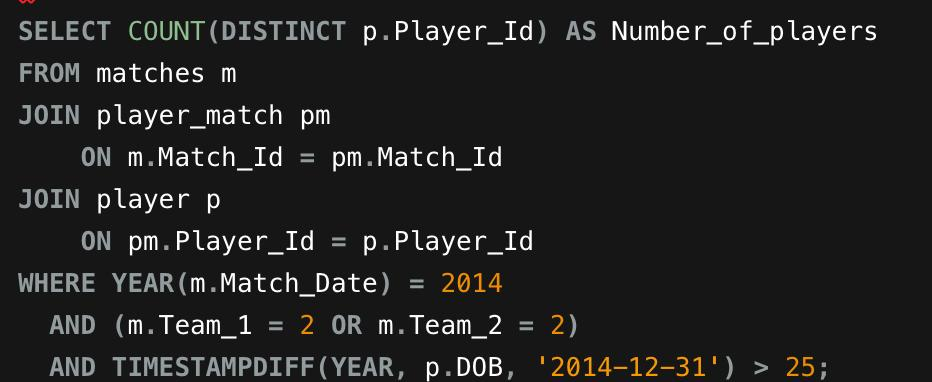 SELECT COUNT(DISTINCT p.Player_Id) AS Number_of_players
FROM matches m
JOIN player_match pm
    ON m.Match_Id = pm.Match_Id
JOIN player p
    ON pm.Player_Id = p.Player_Id
WHERE YEAR(m.Match_Date) = 2014
  AND (m.Team_1 = 2 OR m.Team_2 = 2)
  AND TIMESTAMPDIFF(YEAR, p.DOB, '2014-12-31') > 25;